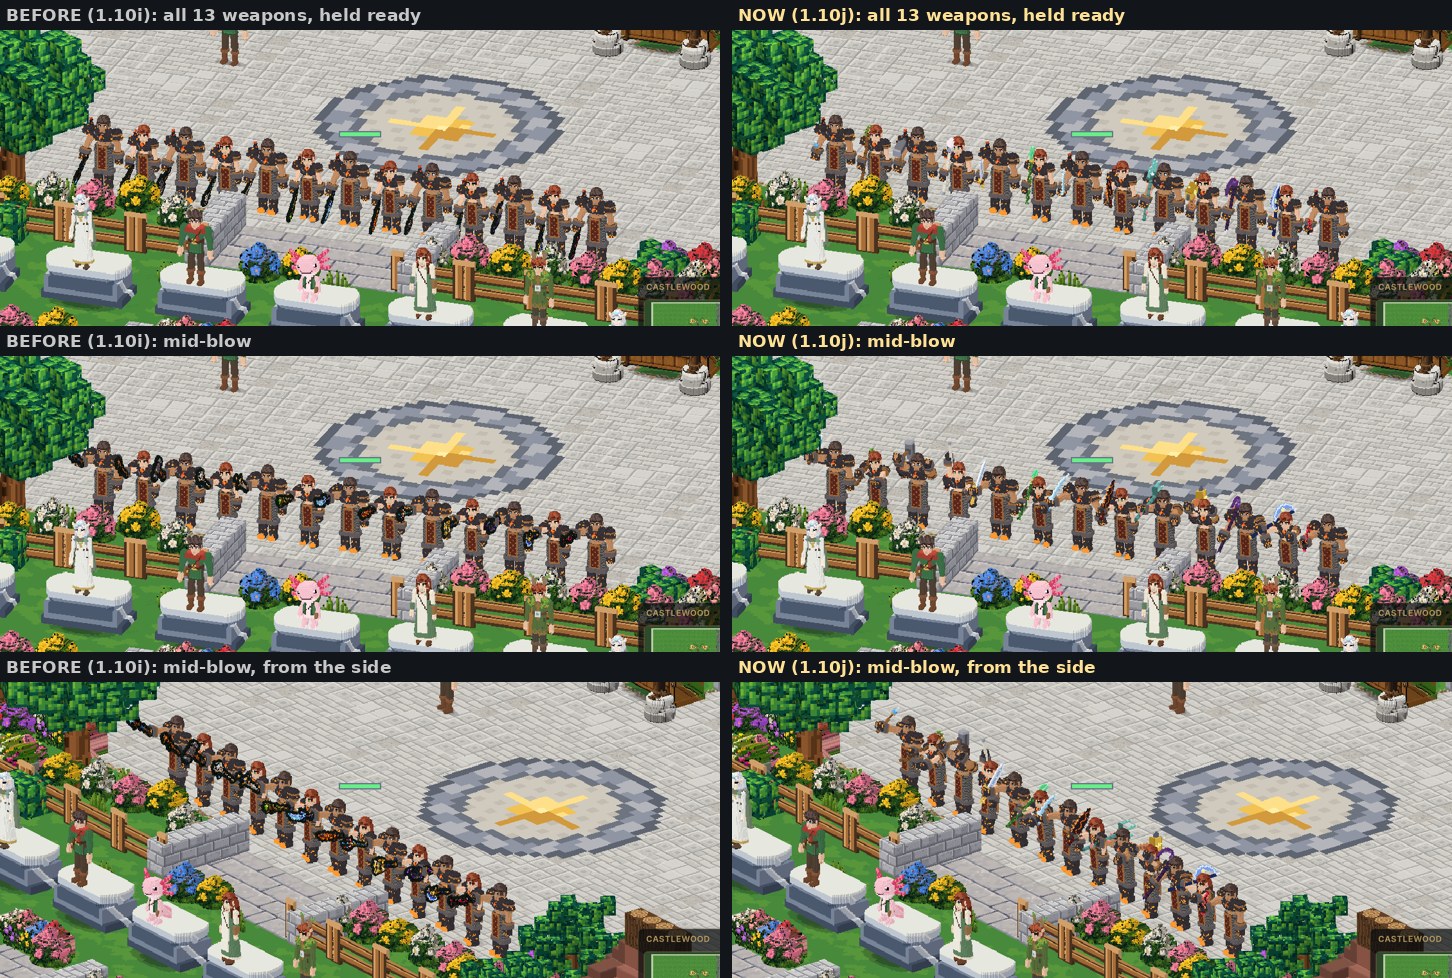 BEFORE (1.10i): all 13 weapons, held ready
NOW (1.10j): all 13 weapons, held ready
CASTLEWOOD
CASTLEWOOD
BEFORE (1.10i): mid-blow
NOW (1.10j): mid-blow
CASTLEWOOD
CASTLEWOOD
BEFORE (1.10i): mid-blow, from the side
NOW (1.10j): mid-blow, from the side
CASTLEWOOD
CASTLEWOOD